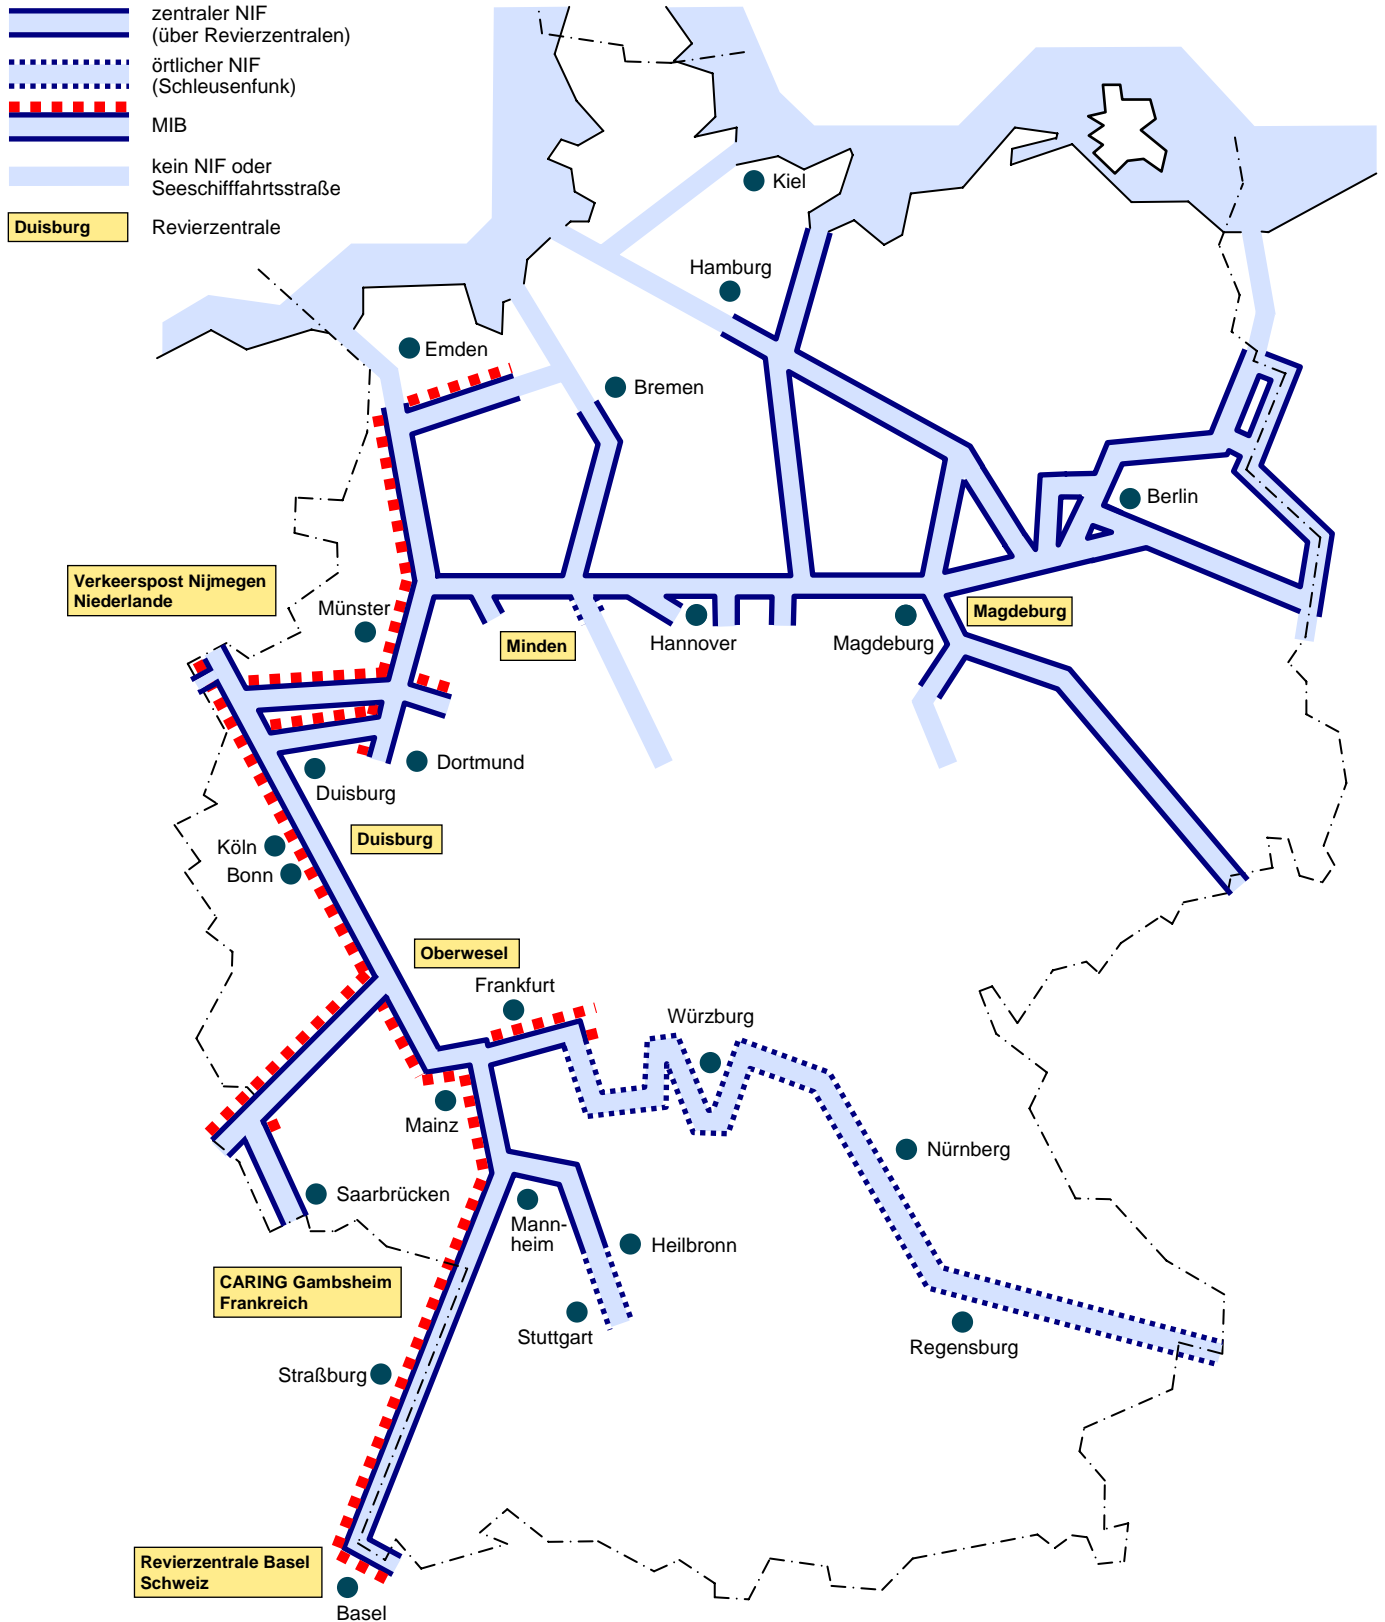 zentraler NIF
(über Revierzentralen)
örtlicher NIF
(Schleusenfunk)
MIB
kein NIF oder
Seeschifffahrtsstraße
Duisburg
Revierzentrale
Kiel
Hamburg
Emden
Bremen
Berlin
Verkeerspost Nijmegen
Niederlande
Münster
Minden
Hannover
Magdeburg
Magdeburg
Dortmund
Duisburg
Duisburg
Köln
Bonn
Oberwesel
Frankfurt
Würzburg
Mainz
Nürnberg
Saarbrücken
Mann-
heim
Heilbronn
CARING Gambsheim
Frankreich
Stuttgart
Regensburg
Straßburg
Revierzentrale Basel
Schweiz
Basel